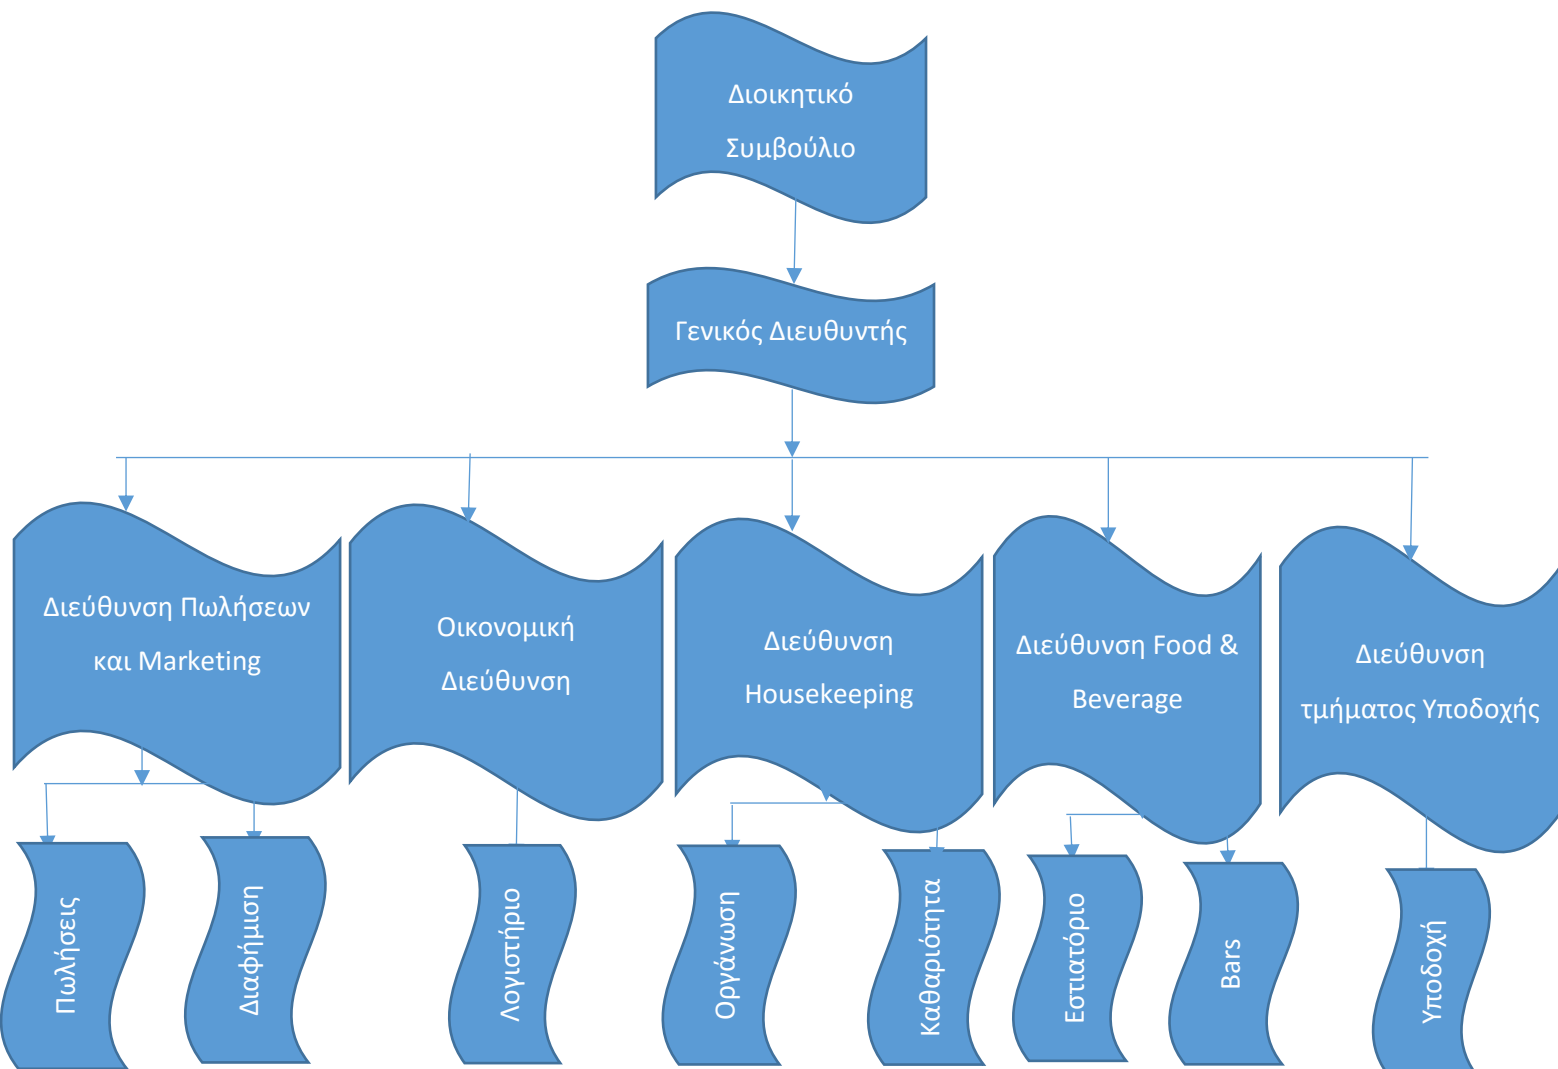 Διοικητικό
Συμβούλιο
Γενικός Διευθυντής
Διεύθυνση Πωλήσεων
και Marketing
Οικονομική
Διεύθυνση
Διεύθυνση
Housekeeping
Διεύθυνση Food &
Beverage
Διεύθυνση
τμήματος Υποδοχής
Πωλήσεις
Διαφήμιση
Λογιστήριο
Οργάνωση
Καθαριότητα
Εστιατόριο
Bars
Υποδοχή